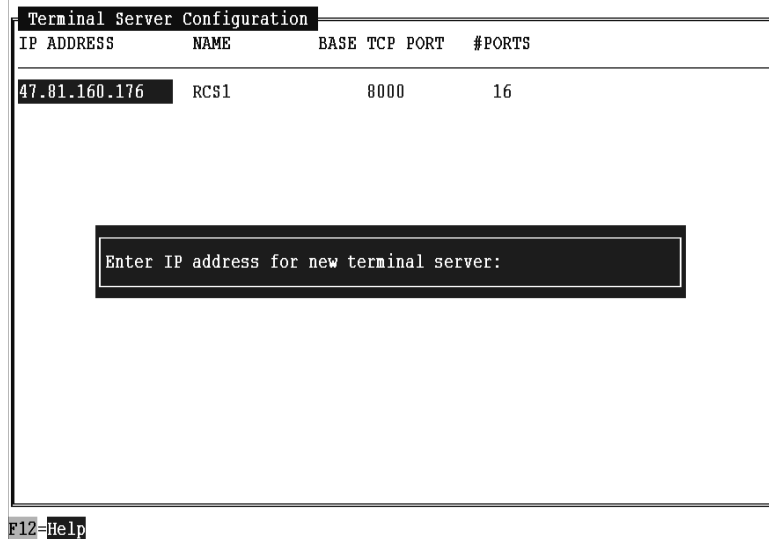 Terminal Server Configuration
IP ADDRESS NAME BASE TCP PORT #PORTS
47.81.160.176 RCS1 8000 16
Enter IP address for new terminal server:
F12=Help